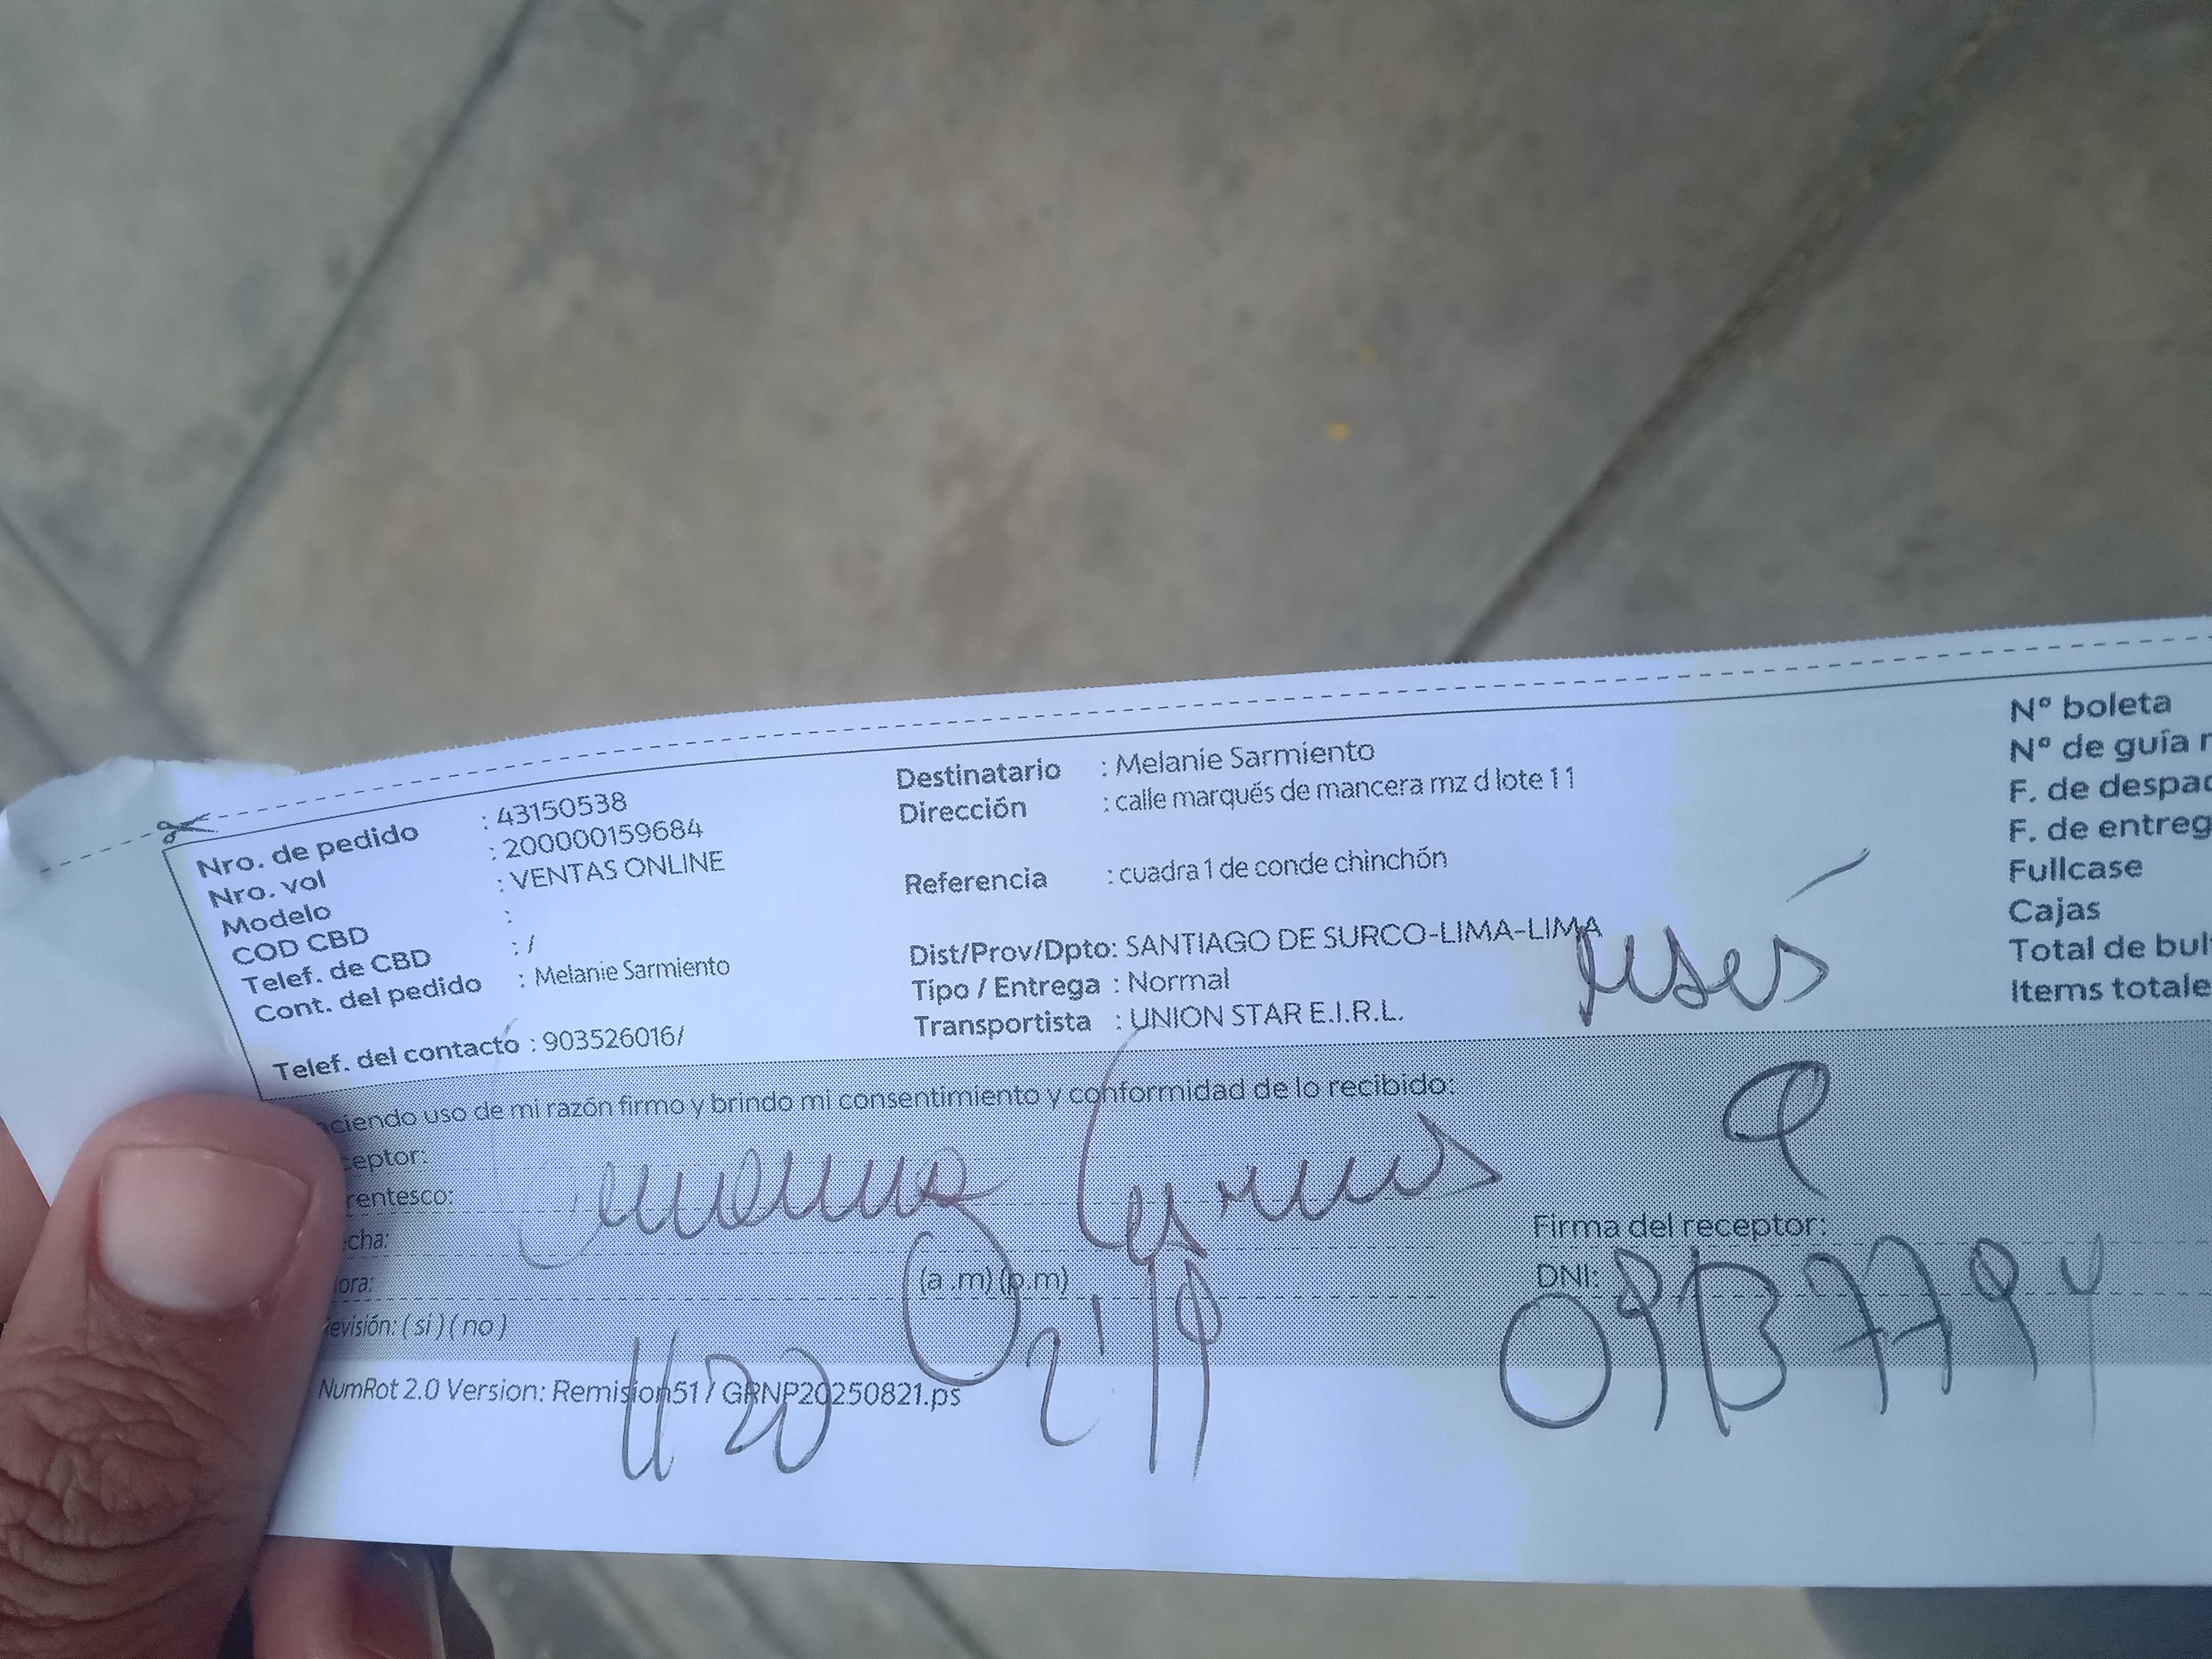 Nro. de pedido : 43150538
Nro. vol : 200000159684
Modelo : VENTAS ONLINE
COD CBD :
Telef. de CBD : /
Cont. del pedido : Melanie Sarmiento
Telef. del contacto : 903526016/
Destinatario : Melanie Sarmiento
Dirección : calle marqués de mancera mz d lote 11
Referencia : cuadra 1 de conde chinchón
Dist/Prov/Dpto: SANTIAGO DE SURCO-LIMA-LIMA
Tipo / Entrega : Normal
Transportista : UNION STAR E.I.R.L.
N° boleta
N° de guía r
F. de despac
F. de entreg
Fullcase
Cajas
Total de bul
Items totale
ciendo uso de mi razón firmo y brindo mi consentimiento y conformidad de lo recibido:
ceptor:
rentesco:
cha:
ora: (a .m) (p.m)
evisión: ( si ) ( no )
Firma del receptor:
DNI:
1120
NumRot 2.0 Version: Remision51 / GRNP20250821.ps